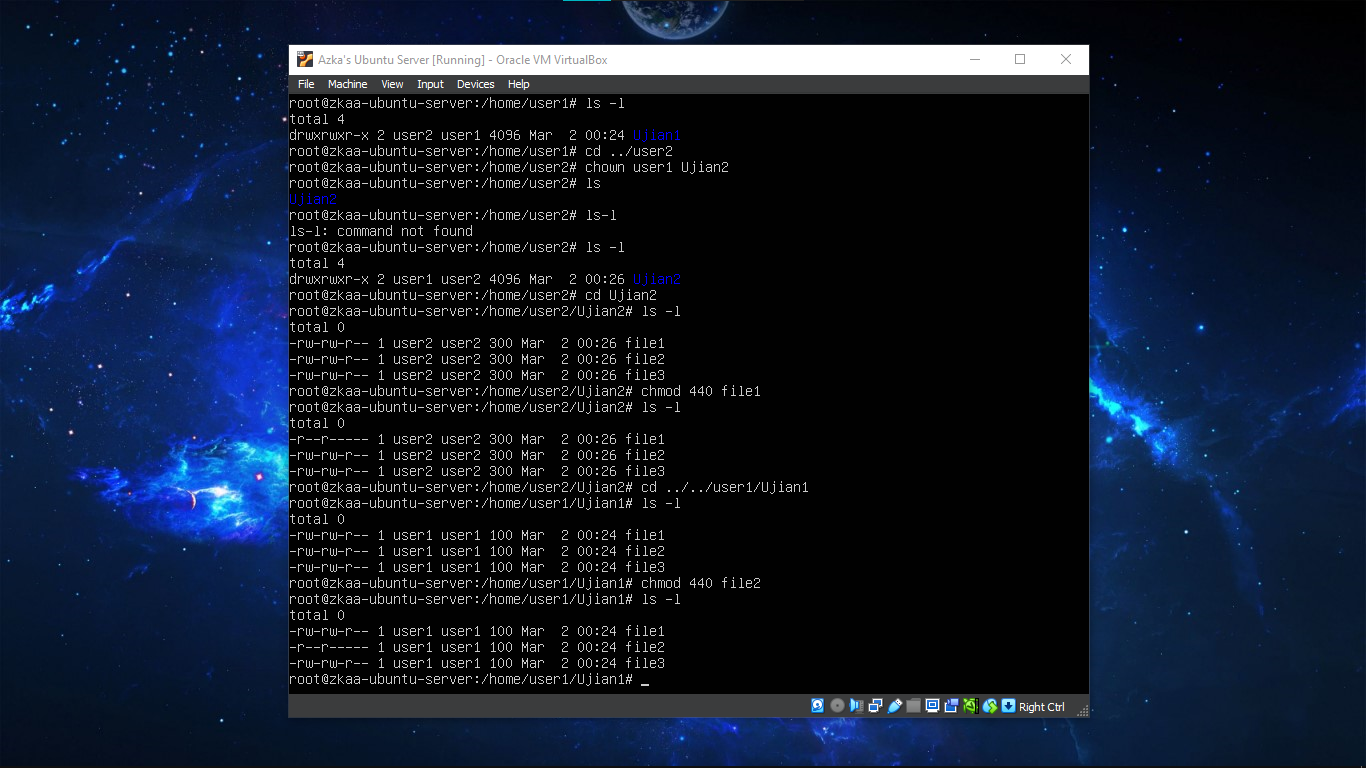 Azka's Ubuntu Server [Running] - Oracle VM VirtualBox
File Machine View Input Devices Help
root@zkaa-ubuntu-server:/home/user1# ls -l
total 4
drwxrwxr-x 2 user2 user1 4096 Mar  2 00:24 Ujian1
root@zkaa-ubuntu-server:/home/user1# cd ../user2
root@zkaa-ubuntu-server:/home/user2# chown user1 Ujian2
root@zkaa-ubuntu-server:/home/user2# ls
Ujian2
root@zkaa-ubuntu-server:/home/user2# ls-l
ls-l: command not found
root@zkaa-ubuntu-server:/home/user2# ls -l
total 4
drwxrwxr-x 2 user1 user2 4096 Mar  2 00:26 Ujian2
root@zkaa-ubuntu-server:/home/user2# cd Ujian2
root@zkaa-ubuntu-server:/home/user2/Ujian2# ls -l
total 0
-rw-rw-r-- 1 user2 user2 300 Mar  2 00:26 file1
-rw-rw-r-- 1 user2 user2 300 Mar  2 00:26 file2
-rw-rw-r-- 1 user2 user2 300 Mar  2 00:26 file3
root@zkaa-ubuntu-server:/home/user2/Ujian2# chmod 440 file1
root@zkaa-ubuntu-server:/home/user2/Ujian2# ls -l
total 0
-r--r----- 1 user2 user2 300 Mar  2 00:26 file1
-rw-rw-r-- 1 user2 user2 300 Mar  2 00:26 file2
-rw-rw-r-- 1 user2 user2 300 Mar  2 00:26 file3
root@zkaa-ubuntu-server:/home/user2/Ujian2# cd ../../user1/Ujian1
root@zkaa-ubuntu-server:/home/user1/Ujian1# ls -l
total 0
-rw-rw-r-- 1 user1 user1 100 Mar  2 00:24 file1
-rw-rw-r-- 1 user1 user1 100 Mar  2 00:24 file2
-rw-rw-r-- 1 user1 user1 100 Mar  2 00:24 file3
root@zkaa-ubuntu-server:/home/user1/Ujian1# chmod 440 file2
root@zkaa-ubuntu-server:/home/user1/Ujian1# ls -l
total 0
-rw-rw-r-- 1 user1 user1 100 Mar  2 00:24 file1
-r--r----- 1 user1 user1 100 Mar  2 00:24 file2
-rw-rw-r-- 1 user1 user1 100 Mar  2 00:24 file3
root@zkaa-ubuntu-server:/home/user1/Ujian1# _
Right Ctrl